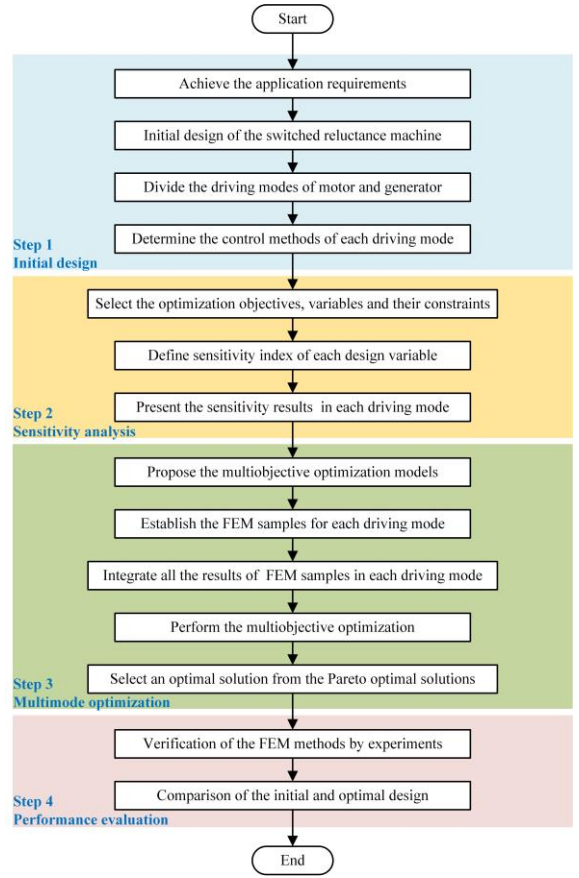 Start
Achieve the application requirements
Initial design of the switched reluctance machine
Divide the driving modes of motor and generator
Determine the control methods of each driving mode
Step 1
Initial design
Select the optimization objectives, variables and their constraints
Define sensitivity index of each design variable
Present the sensitivity results in each driving mode
Step 2
Sensitivity analysis
Propose the multiobjective optimization models
Establish the FEM samples for each driving mode
Integrate all the results of FEM samples in each driving mode
Perform the multiobjective optimization
Select an optimal solution from the Pareto optimal solutions
Step 3
Multimode optimization
Verification of the FEM methods by experiments
Comparison of the initial and optimal design
Step 4
Performance evaluation
End